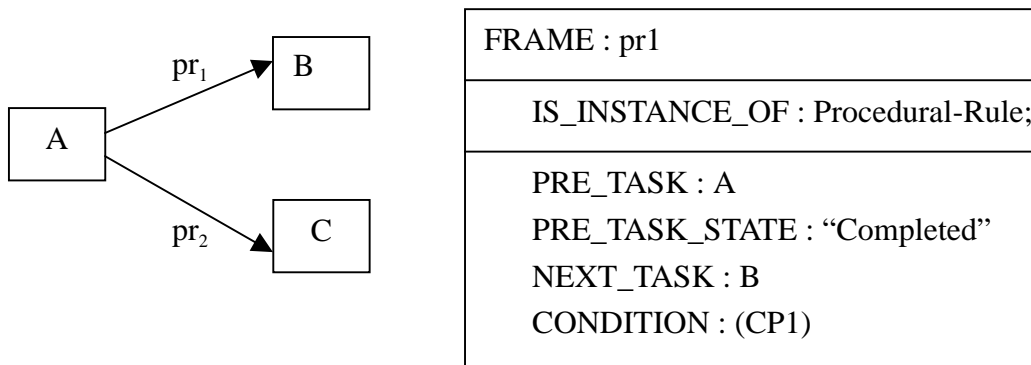 pr1
B
A
pr2
C
FRAME : pr1
IS_INSTANCE_OF : Procedural-Rule;
PRE_TASK : A
PRE_TASK_STATE : “Completed”
NEXT_TASK : B
CONDITION : (CP1)